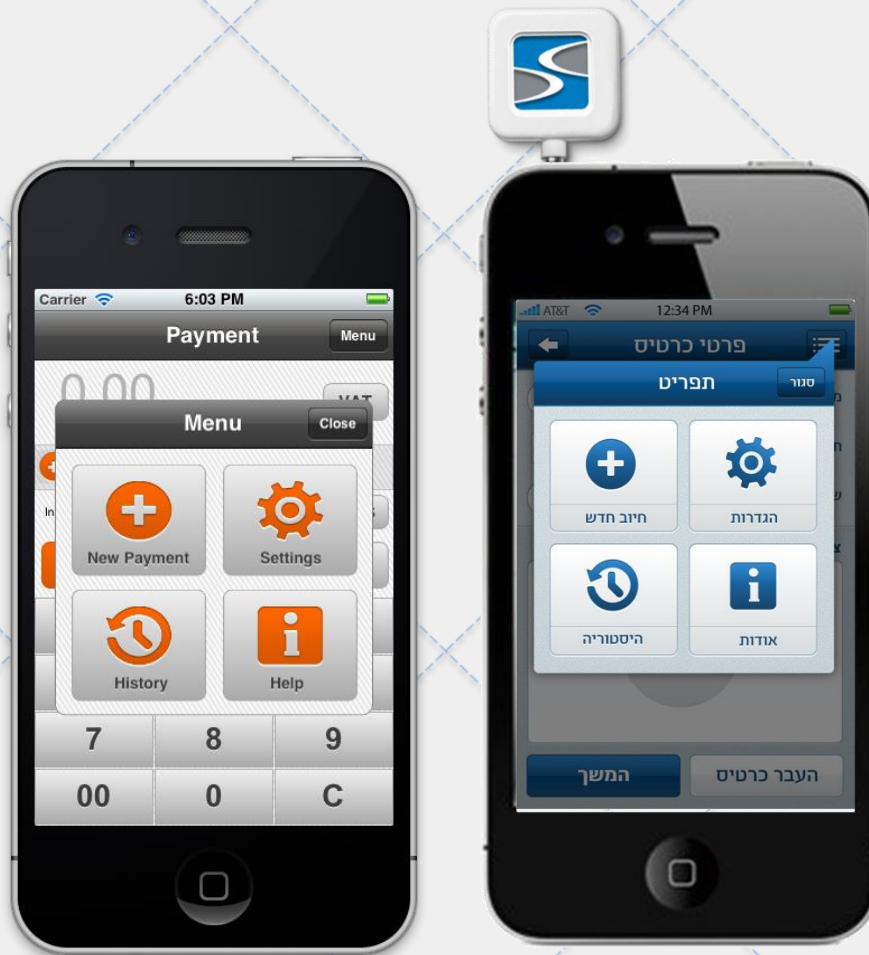 Carrier 6:03 PM
Payment Menu
0.00 VAT
Menu Close
New Payment Settings
History Help
7 8 9
00 0 C
AT&T 12:34 PM
פרטי כרטיס
תפריט סגור
חיוב חדש הגדרות
היסטוריה אודות
המשך העבר כרטיס